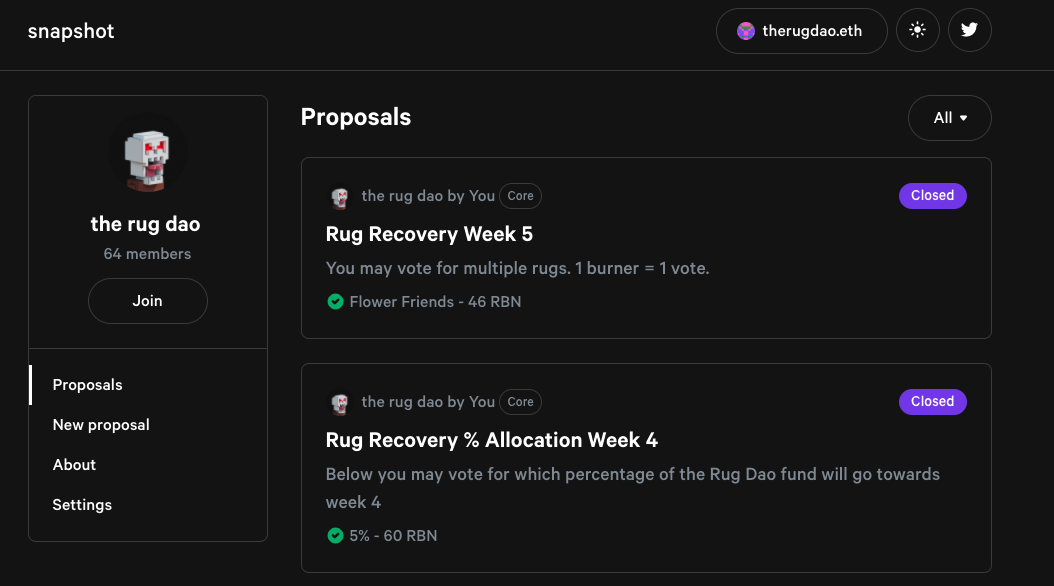 snapshot
therugdao.eth
the rug dao
64 members
Join
Proposals
New proposal
About
Settings
Proposals
All
the rug dao by You Core
Closed
Rug Recovery Week 5
You may vote for multiple rugs. 1 burner = 1 vote.
Flower Friends - 46 RBN
the rug dao by You Core
Closed
Rug Recovery % Allocation Week 4
Below you may vote for which percentage of the Rug Dao fund will go towards
week 4
5% - 60 RBN